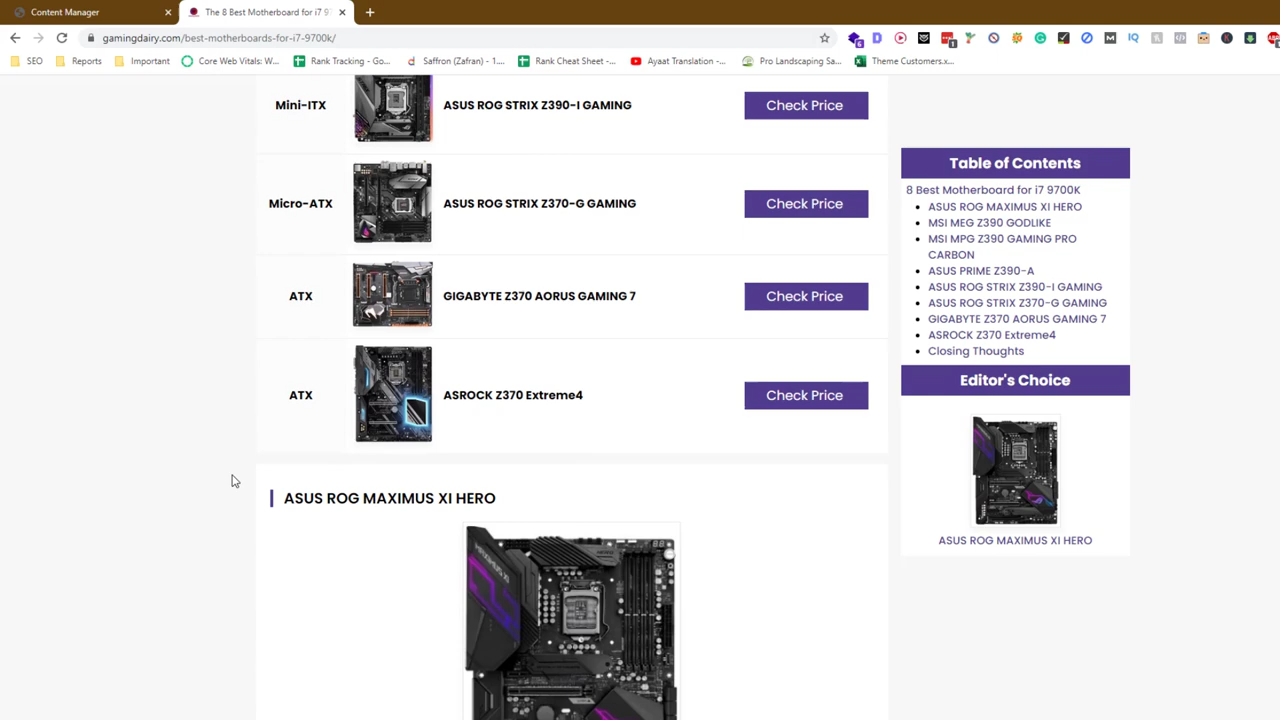 Content Manager
The 8 Best Motherboard for i7 9
gamingdairy.com/best-motherboards-for-i7-9700k/
SEO
Reports
Important
Core Web Vitals: W...
Rank Tracking - Go...
Saffron (Zafran) - 1....
Rank Cheat Sheet -...
Ayaat Translation -...
Pro Landscaping Sa...
Theme Customers.x...
Mini-ITX
ASUS ROG STRIX Z390-I GAMING
Check Price
Micro-ATX
ASUS ROG STRIX Z370-G GAMING
Check Price
ATX
GIGABYTE Z370 AORUS GAMING 7
Check Price
ATX
ASROCK Z370 Extreme4
Check Price
ASUS ROG MAXIMUS XI HERO
Table of Contents
8 Best Motherboard for i7 9700K
ASUS ROG MAXIMUS XI HERO
MSI MEG Z390 GODLIKE
MSI MPG Z390 GAMING PRO
CARBON
ASUS PRIME Z390-A
ASUS ROG STRIX Z390-I GAMING
ASUS ROG STRIX Z370-G GAMING
GIGABYTE Z370 AORUS GAMING 7
ASROCK Z370 Extreme4
Closing Thoughts
Editor's Choice
ASUS ROG MAXIMUS XI HERO